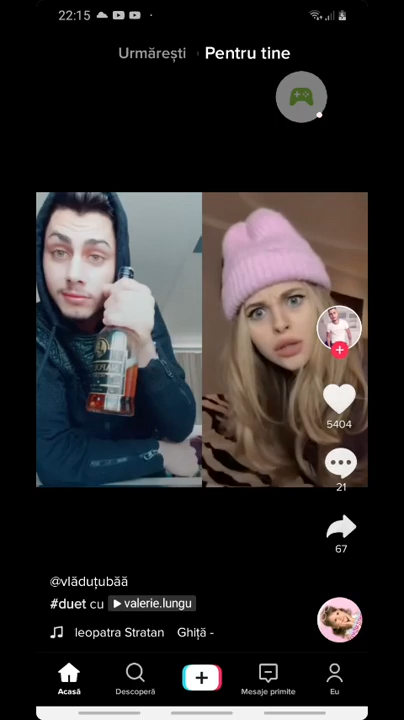 22:15
Urmărești Pentru tine
5404
21
67
@vlăduțubăă
#duet cu valerie.lungu
leopatra Stratan Ghiță -
Acasă Descoperă Mesaje primite Eu